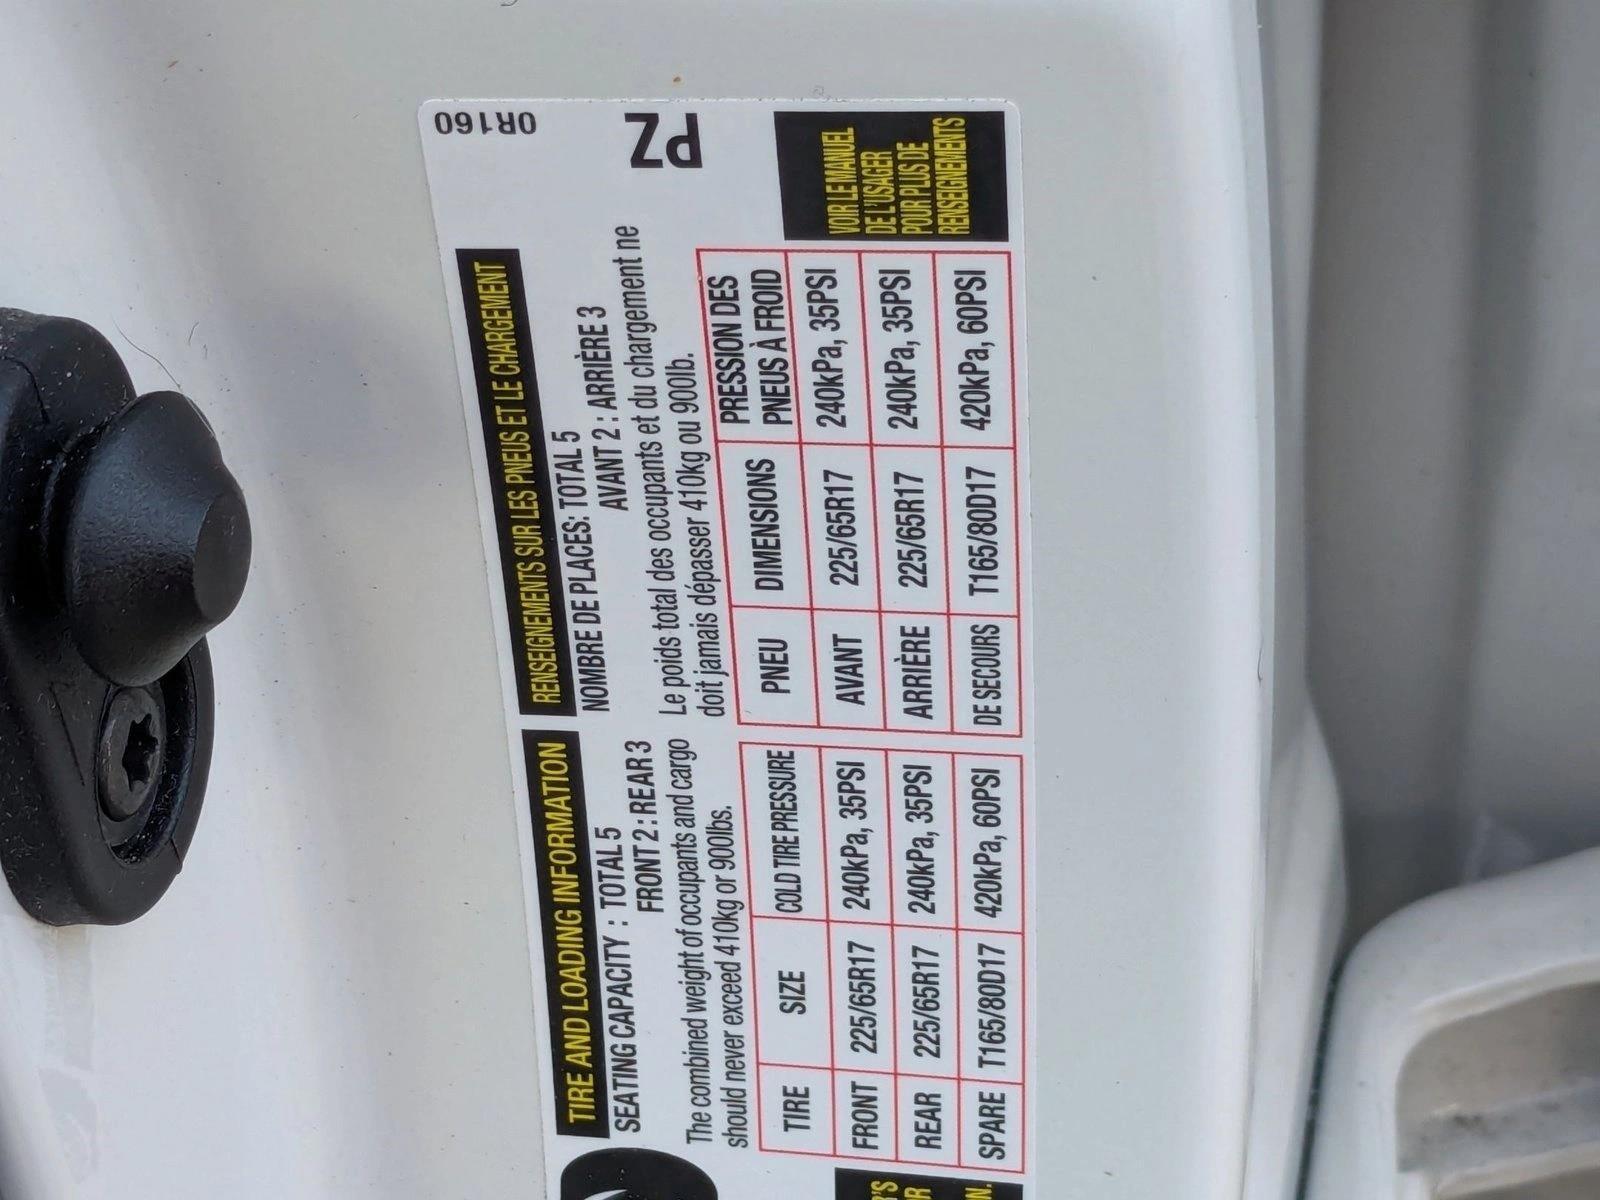 TIRE AND LOADING INFORMATION
SEATING CAPACITY : TOTAL 5
FRONT 2 : REAR 3
The combined weight of occupants and cargo
should never exceed 410kg or 900lbs.
TIRE SIZE COLD TIRE PRESSURE
FRONT 225/65R17 240kPa, 35PSI
REAR 225/65R17 240kPa, 35PSI
SPARE T165/80D17 420kPa, 60PSI
RENSEIGNEMENTS SUR LES PNEUS ET LE CHARGEMENT
NOMBRE DE PLACES: TOTAL 5
AVANT 2 : ARRIÈRE 3
Le poids total des occupants et du chargement ne
doit jamais dépasser 410kg ou 900lb.
PNEU DIMENSIONS PRESSION DES
PNEUS À FROID
AVANT 225/65R17 240kPa, 35PSI
ARRIÈRE 225/65R17 240kPa, 35PSI
DE SECOURS T165/80D17 420kPa, 60PSI
0R160
PZ
VOIR LE MANUEL
DE L'USAGER
POUR PLUS DE
RENSEIGNEMENTS